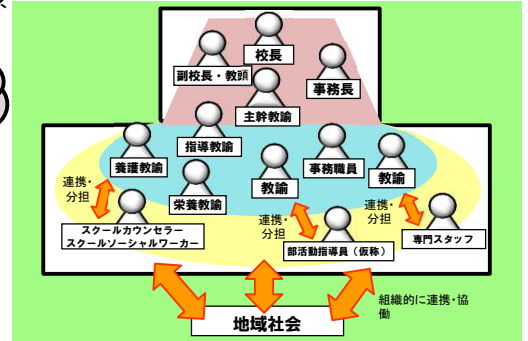 校長
副校長・教頭
事務長
主幹教諭
指導教諭
養護教諭
事務職員
教諭
教諭
栄養教諭
連携・
分担
連携・
分担
連携・
分担
スクールカウンセラー
スクールソーシャルワーカー
部活動指導員(仮称)
専門スタッフ
組織的に連携・協
働
地域社会